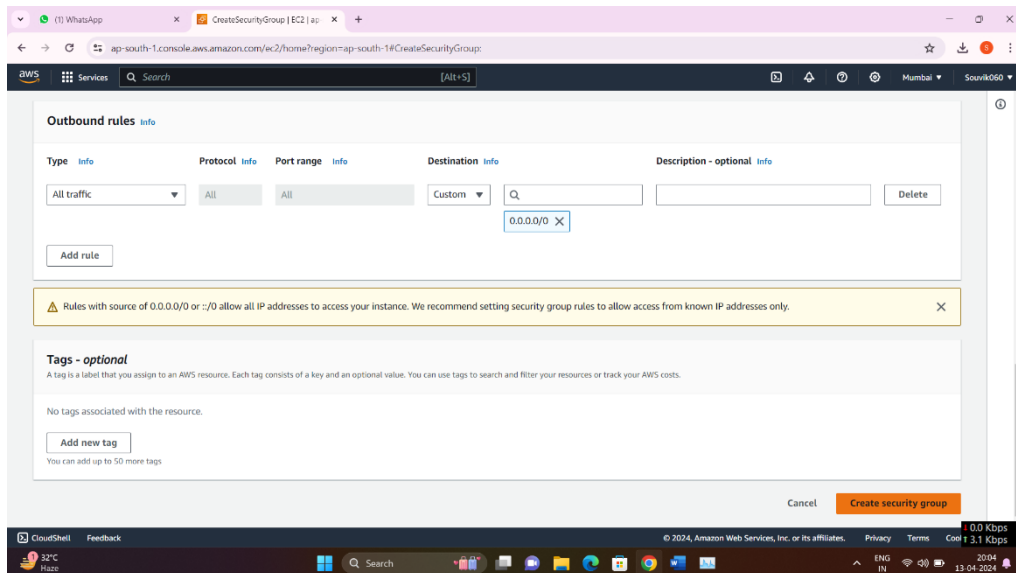 (1) WhatsApp
CreateSecurityGroup | EC2 | ap
ap-south-1.console.aws.amazon.com/ec2/home?region=ap-south-1#CreateSecurityGroup:
S
aws Services Search [Alt+S] Mumbai Souvik060
Outbound rules Info
Type Info Protocol Info Port range Info Destination Info Description - optional Info
All traffic All All Custom Delete
0.0.0.0/0
Add rule
Rules with source of 0.0.0.0/0 or ::/0 allow all IP addresses to access your instance. We recommend setting security group rules to allow access from known IP addresses only.
Tags - optional
A tag is a label that you assign to an AWS resource. Each tag consists of a key and an optional value. You can use tags to search and filter your resources or track your AWS costs.
No tags associated with the resource.
Add new tag
You can add up to 50 more tags
Cancel Create security group
CloudShell Feedback © 2024, Amazon Web Services, Inc. or its affiliates. Privacy Terms Coo
0.0 Kbps
3.1 Kbps
1 32°C
Haze
Search
ENG
IN
20:04
13-04-2024